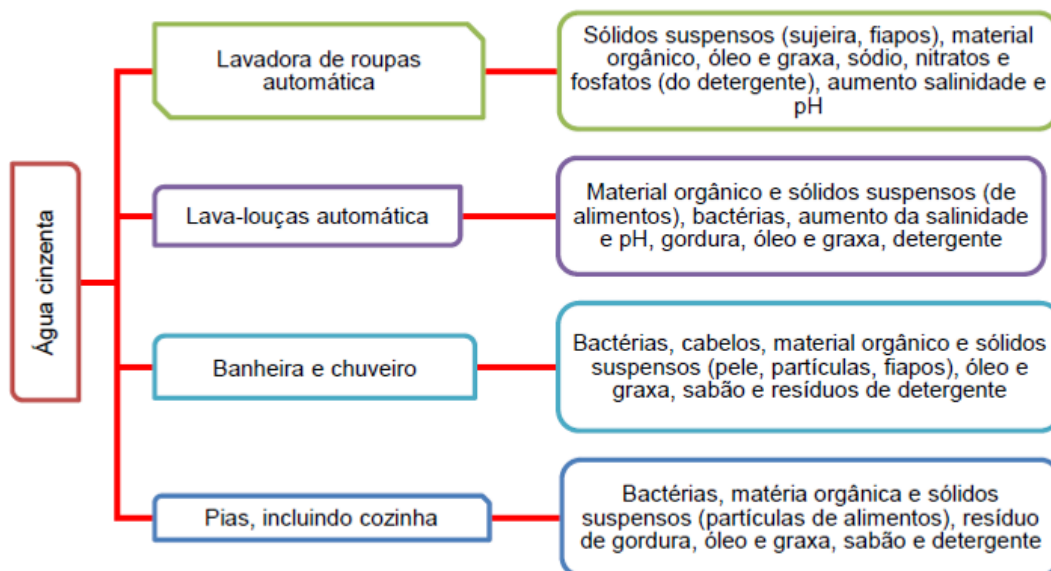 Água cinzenta
Lavadora de roupas
automática
Sólidos suspensos (sujeira, fiapos), material
orgânico, óleo e graxa, sódio, nitratos e
fosfatos (do detergente), aumento salinidade e
pH
Lava-louças automática
Material orgânico e sólidos suspensos (de
alimentos), bactérias, aumento da salinidade
e pH, gordura, óleo e graxa, detergente
Banheira e chuveiro
Bactérias, cabelos, material orgânico e sólidos
suspensos (pele, partículas, fiapos), óleo e
graxa, sabão e resíduos de detergente
Pias, incluindo cozinha
Bactérias, matéria orgânica e sólidos
suspensos (partículas de alimentos), resíduo
de gordura, óleo e graxa, sabão e detergente